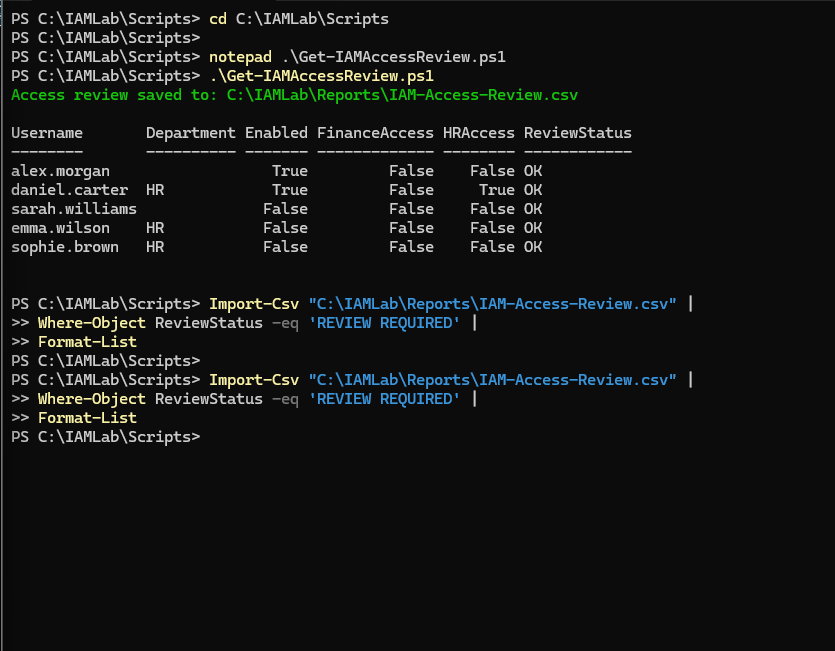 PS C:\IAMLab\Scripts> cd C:\IAMLab\Scripts
PS C:\IAMLab\Scripts>
PS C:\IAMLab\Scripts> notepad .\Get-IAMAccessReview.ps1
PS C:\IAMLab\Scripts> .\Get-IAMAccessReview.ps1
Access review saved to: C:\IAMLab\Reports\IAM-Access-Review.csv

Username       Department Enabled FinanceAccess HRAccess ReviewStatus
--------       ---------- ------- ------------- -------- ------------
alex.morgan                  True         False    False OK
daniel.carter  HR            True         False     True OK
sarah.williams              False         False    False OK
emma.wilson    HR           False         False    False OK
sophie.brown   HR           False         False    False OK

PS C:\IAMLab\Scripts> Import-Csv "C:\IAMLab\Reports\IAM-Access-Review.csv" |
>> Where-Object ReviewStatus -eq 'REVIEW REQUIRED' |
>> Format-List
PS C:\IAMLab\Scripts>
PS C:\IAMLab\Scripts> Import-Csv "C:\IAMLab\Reports\IAM-Access-Review.csv" |
>> Where-Object ReviewStatus -eq 'REVIEW REQUIRED' |
>> Format-List
PS C:\IAMLab\Scripts>